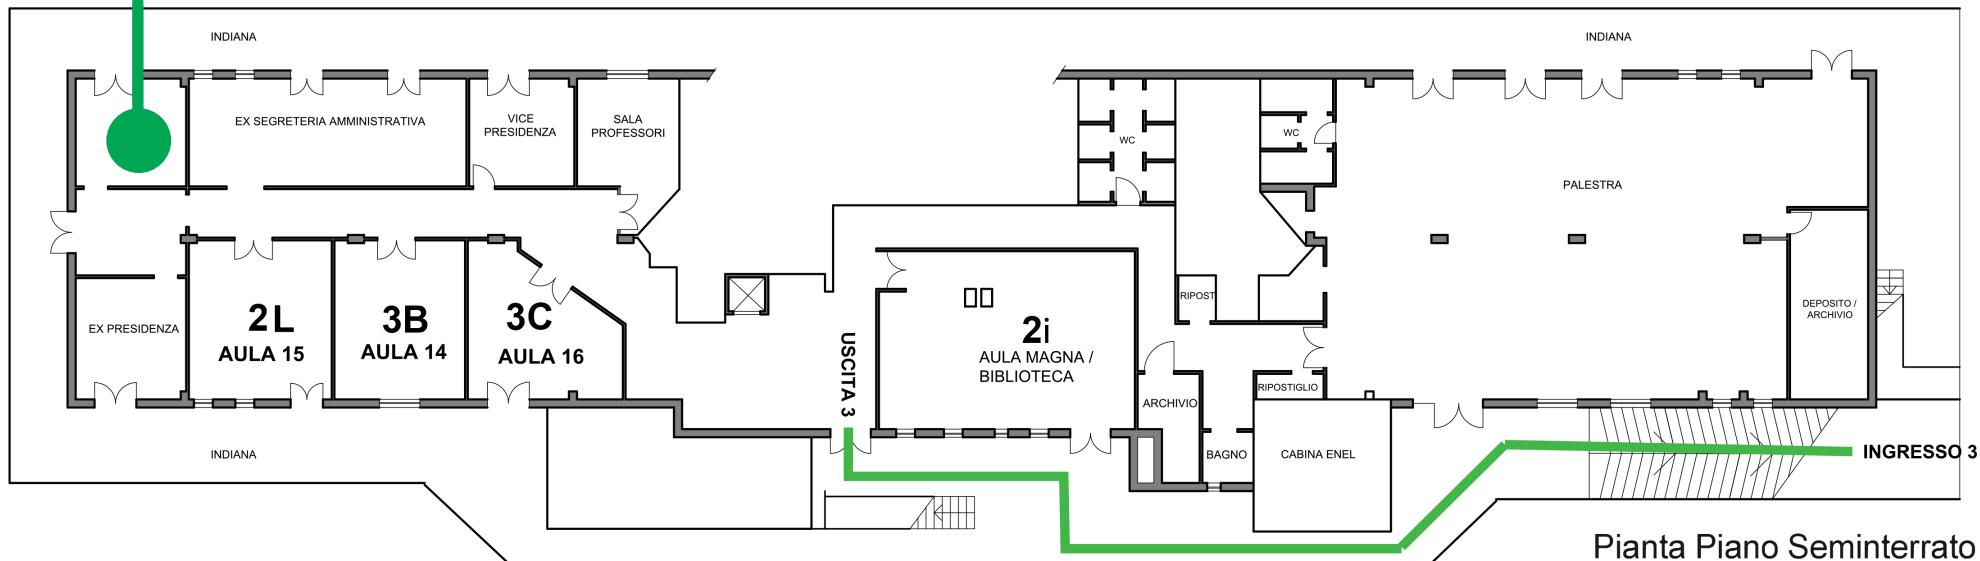 INDIANA
INDIANA
EX SEGRETERIA AMMINISTRATIVA
VICE
PRESIDENZA
SALA
PROFESSORI
WC
WC
PALESTRA
EX PRESIDENZA
2L
AULA 15
3B
AULA 14
3C
AULA 16
USCITA 3
2i
AULA MAGNA /
BIBLIOTECA
RIPOST
ARCHIVIO
RIPOSTIGLIO
BAGNO
CABINA ENEL
DEPOSITO /
ARCHIVIO
INDIANA
INGRESSO 3
Pianta Piano Seminterrato